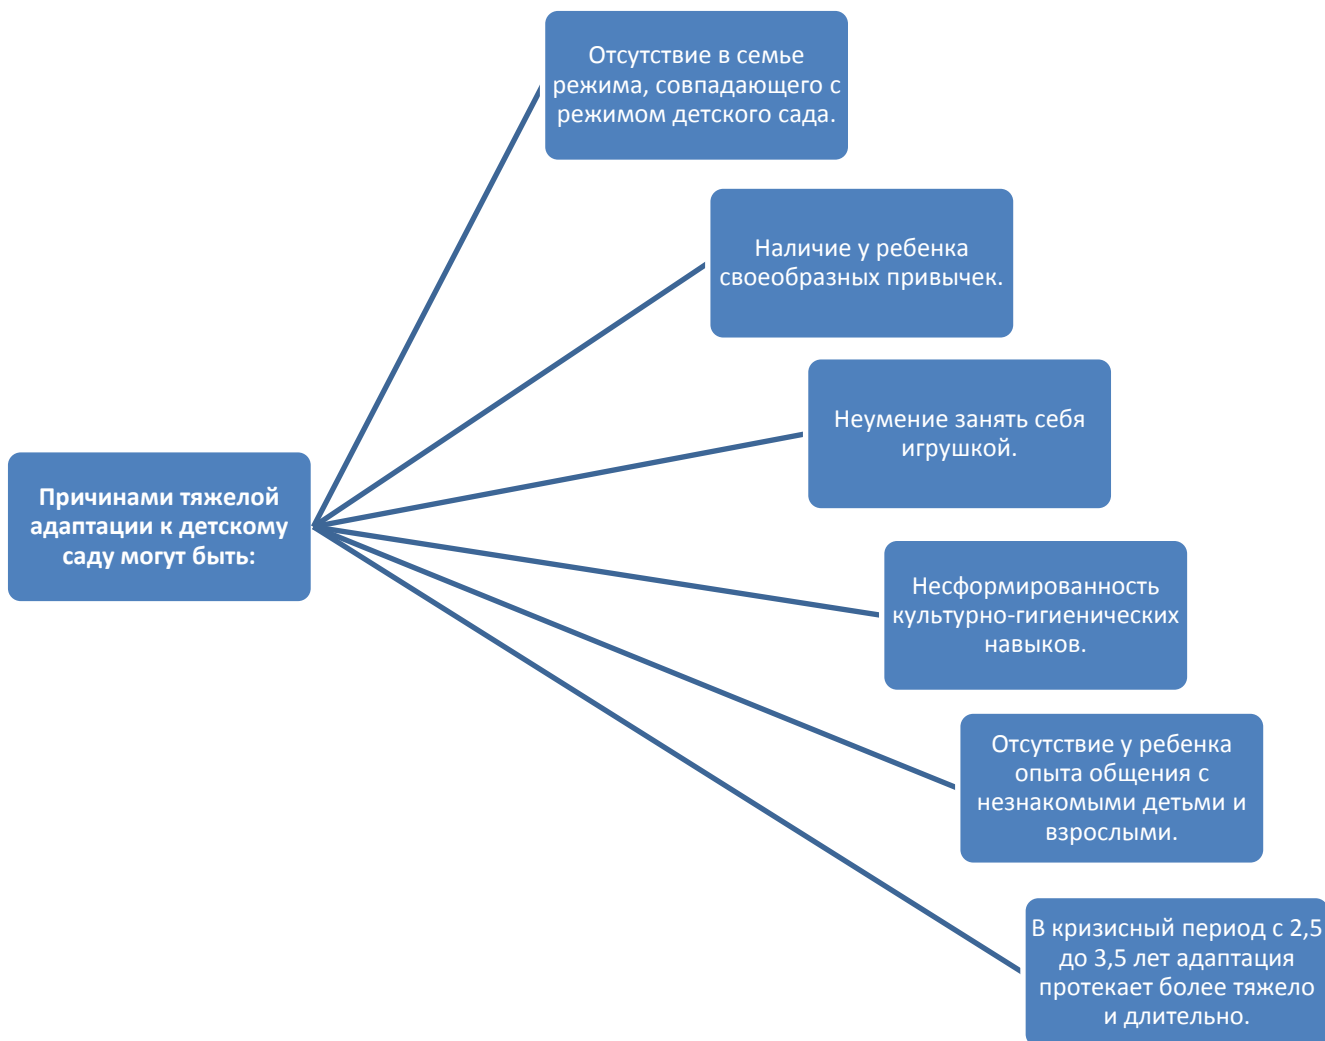 Отсутствие в семье
режима, совпадающего с
режимом детского сада.
Наличие у ребенка
своеобразных привычек.
Неумение занять себя
игрушкой.
Причинами тяжелой
адаптации к детскому
саду могут быть:
Несформированность
культурно-гигиенических
навыков.
Отсутствие у ребенка
опыта общения с
незнакомыми детьми и
взрослыми.
В кризисный период с 2,5
до 3,5 лет адаптация
протекает более тяжело
и длительно.